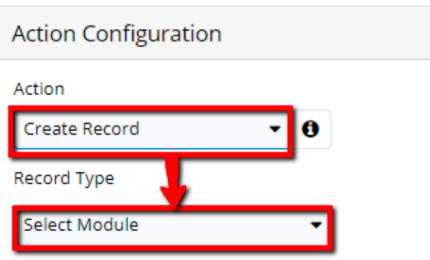 Action Configuration
Action
Create Record
Record Type
Select Module